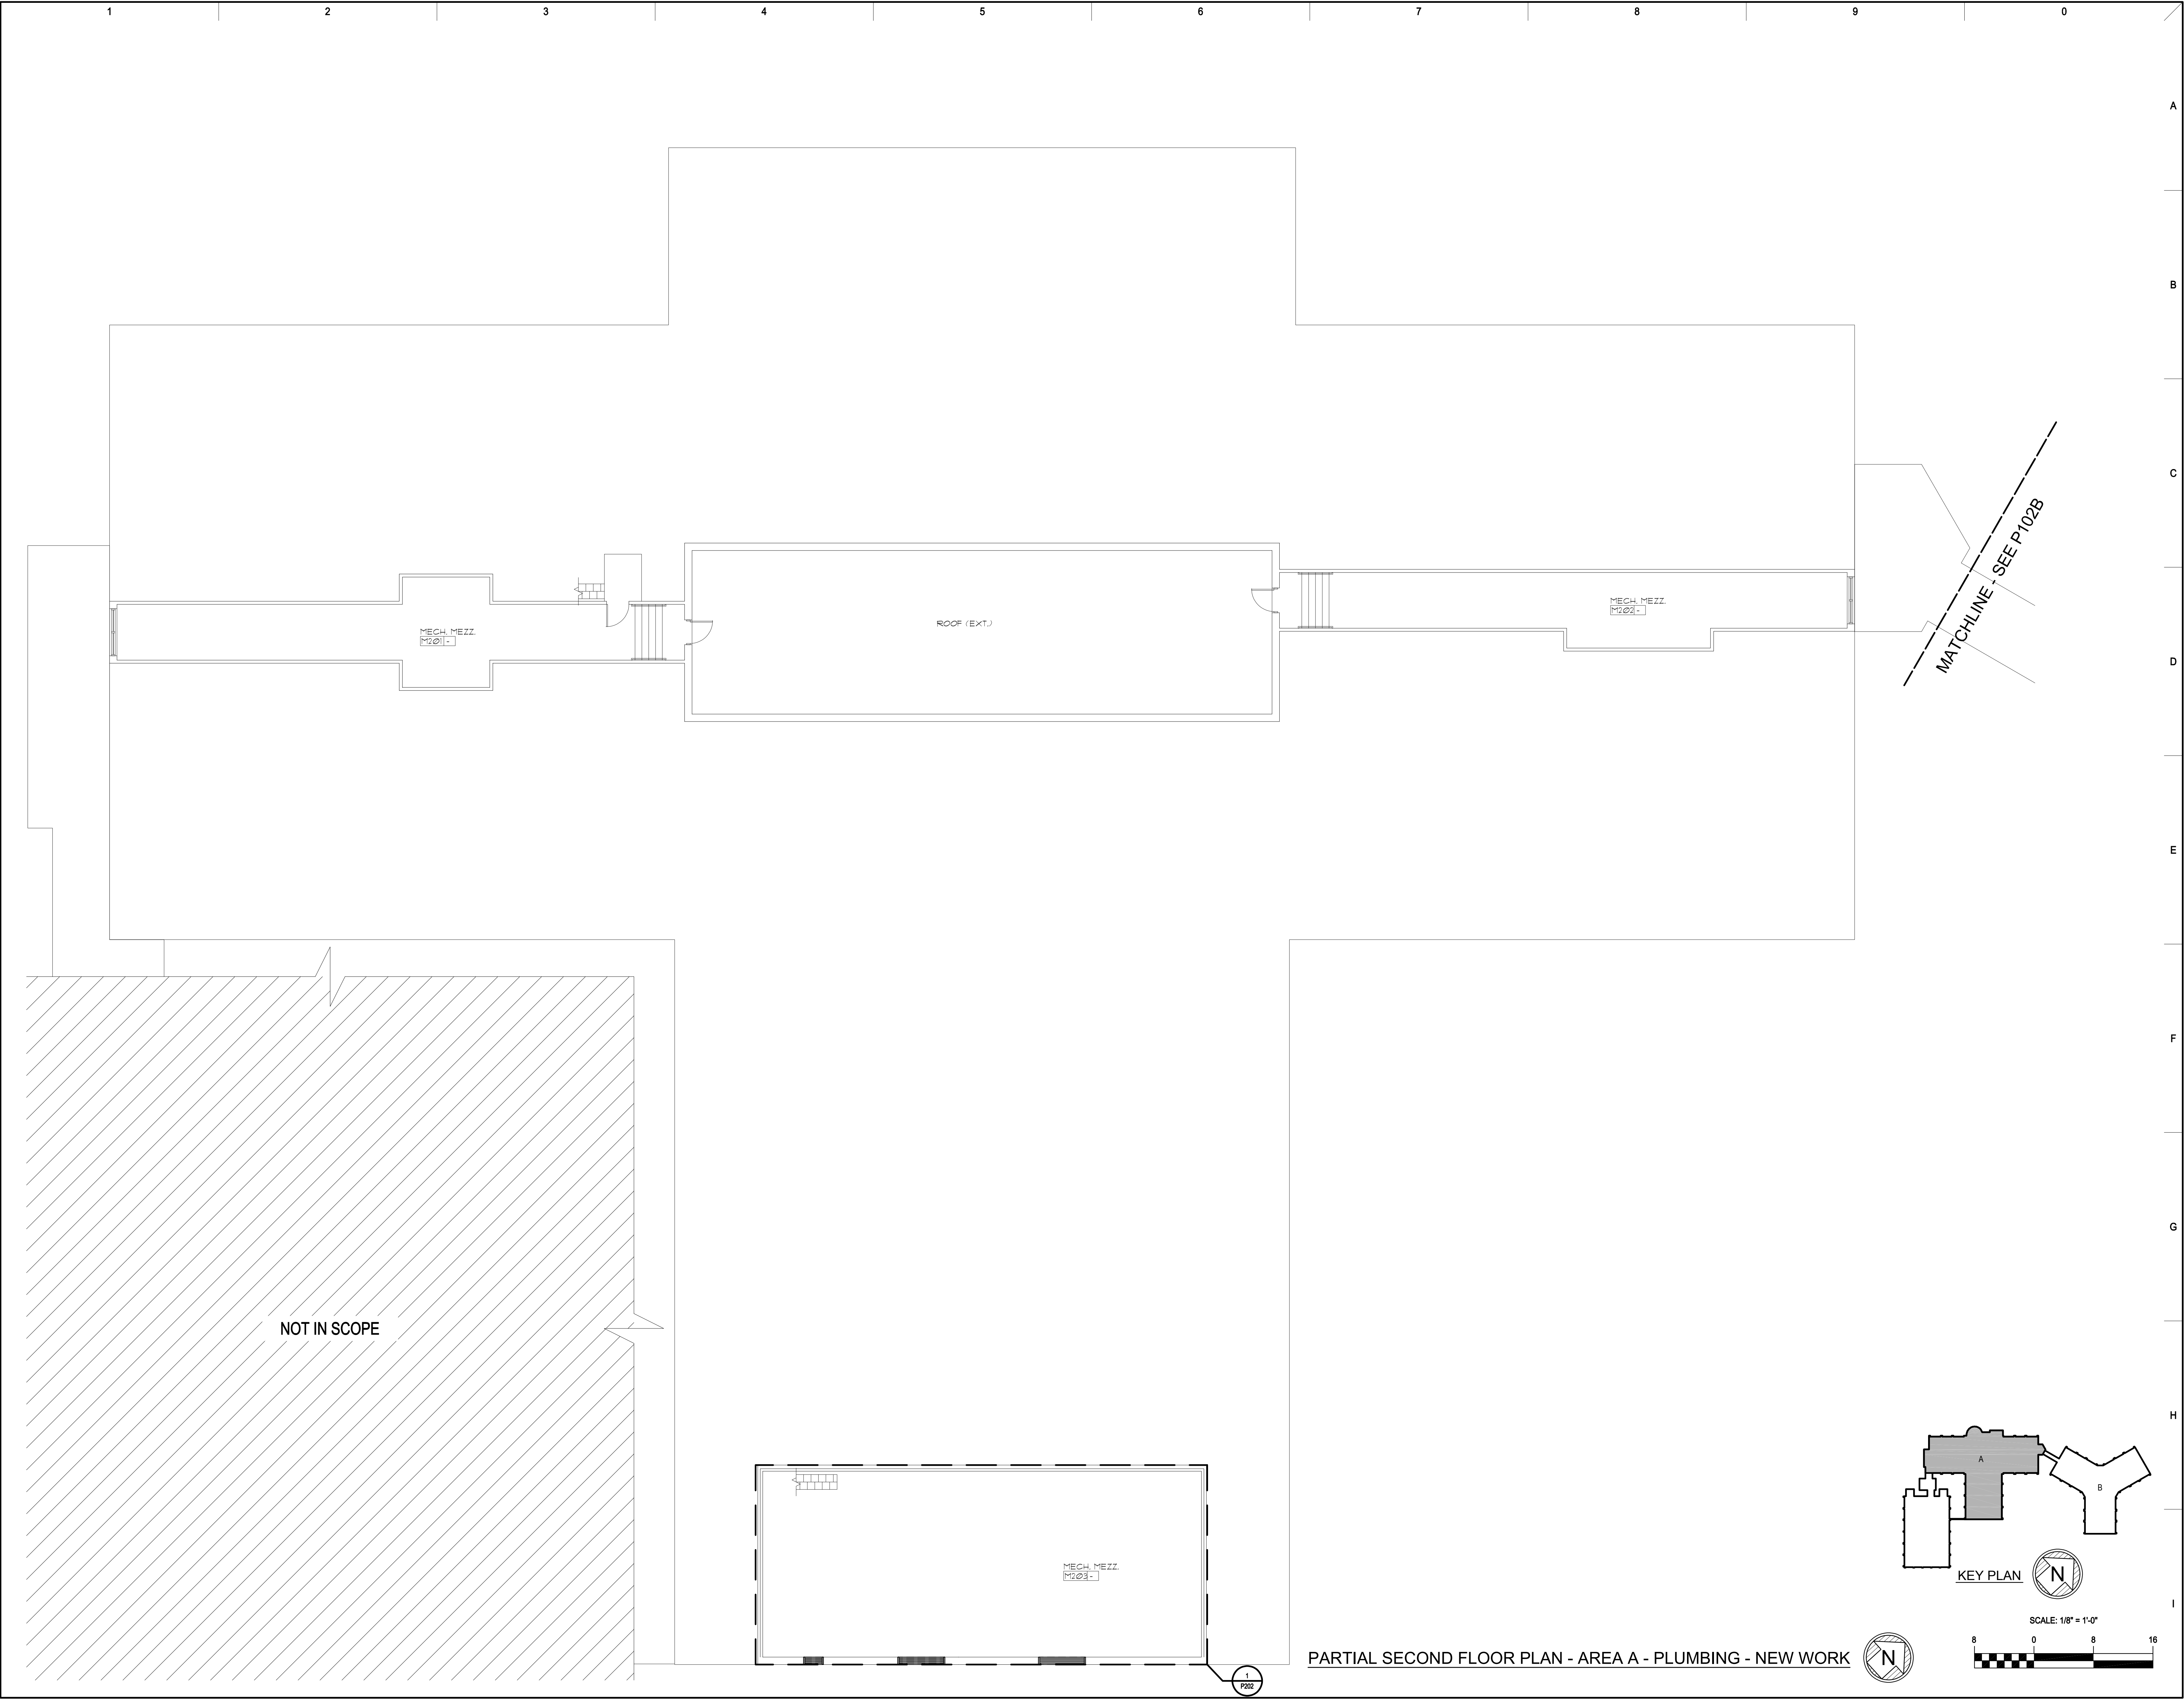 1 2 3 4 5 6 7 8 9 0
A
B
C
D
E
F
G
H
I
MATCHLINE - SEE P102B
MECH. MEZZ.
M201 -
ROOF (EXT.)
MECH. MEZZ.
M202 -
NOT IN SCOPE
MECH. MEZZ.
M203 -
1
P202
A
B
KEY PLAN
N
SCALE: 1/8" = 1'-0"
8 0 8 16
PARTIAL SECOND FLOOR PLAN - AREA A - PLUMBING - NEW WORK
N